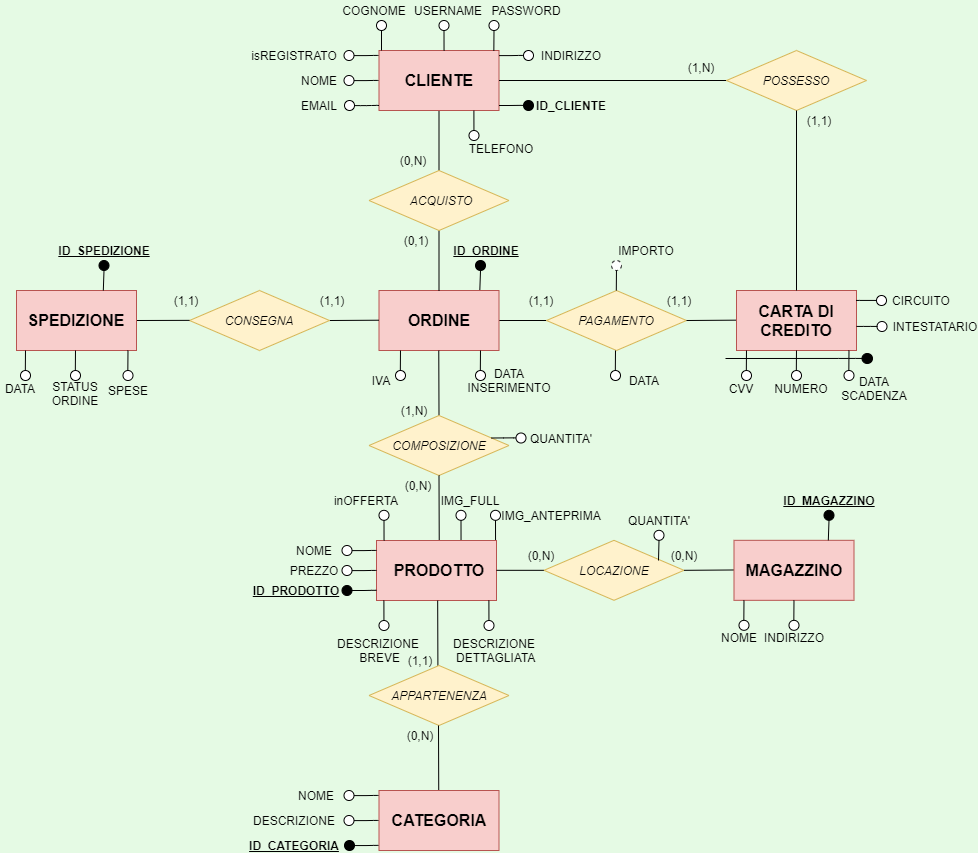 COGNOME USERNAME PASSWORD
isREGISTRATO
INDIRIZZO
NOME
CLIENTE
(1,N)
POSSESSO
EMAIL
ID_CLIENTE
(1,1)
TELEFONO
(0,N)
ACQUISTO
(0,1)
ID_SPEDIZIONE
ID_ORDINE
IMPORTO
(1,1)
(1,1)
(1,1)
(1,1)
CIRCUITO
SPEDIZIONE
CONSEGNA
ORDINE
PAGAMENTO
CARTA DI
CREDITO
INTESTATARIO
DATA
STATUS
ORDINE
SPESE
IVA
DATA
INSERIMENTO
DATA
CVV
NUMERO
DATA
SCADENZA
(1,N)
COMPOSIZIONE
QUANTITA'
(0,N)
inOFFERTA
IMG_FULL
IMG_ANTEPRIMA
QUANTITA'
ID_MAGAZZINO
NOME
(0,N)
(0,N)
PREZZO
PRODOTTO
LOCAZIONE
MAGAZZINO
ID_PRODOTTO
DESCRIZIONE
BREVE
DESCRIZIONE
DETTAGLIATA
NOME
INDIRIZZO
(1,1)
APPARTENENZA
(0,N)
NOME
DESCRIZIONE
CATEGORIA
ID_CATEGORIA